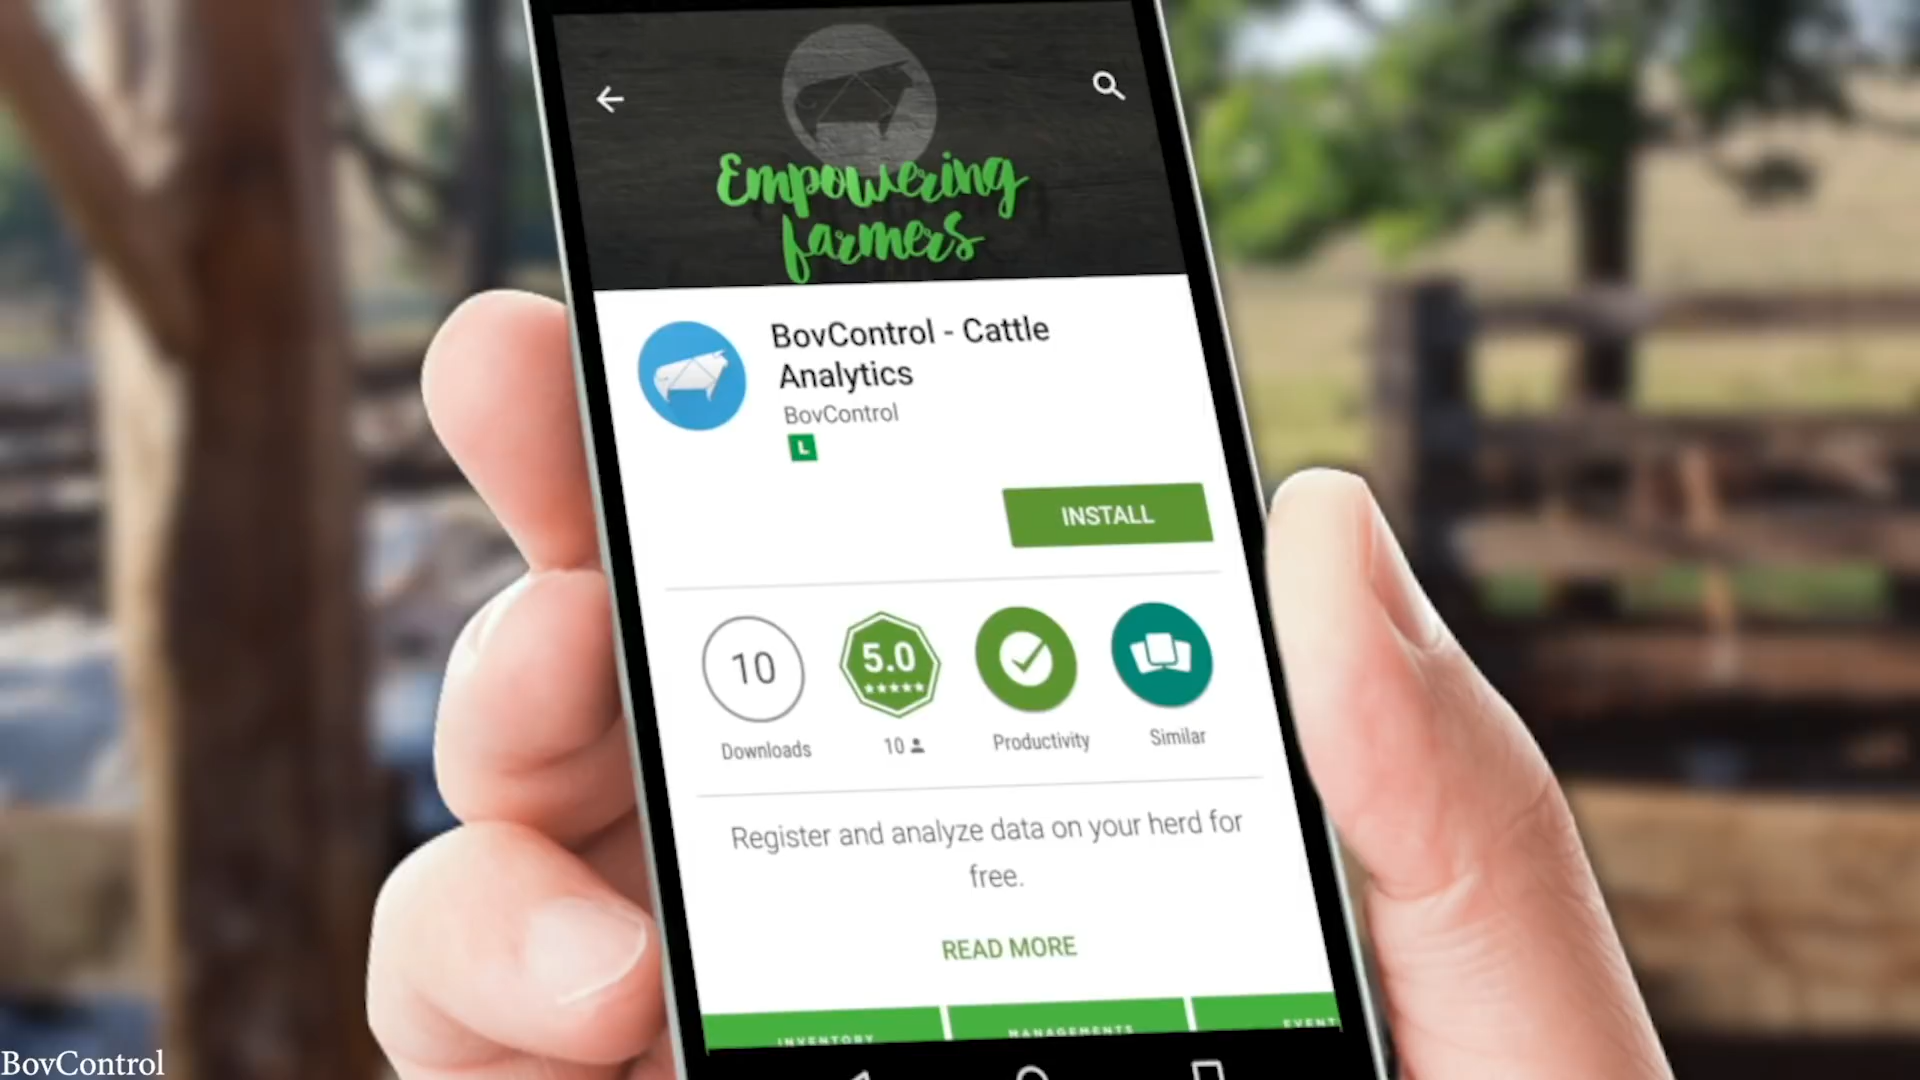 Empowering
farmers
BovControl - Cattle
Analytics
BovControl
L
INSTALL
10
5.0
Downloads
10
Productivity
Similar
Register and analyze data on your herd for
free.
READ MORE
INVENTORY
MANAGEMENTS
EVENT
BovControl